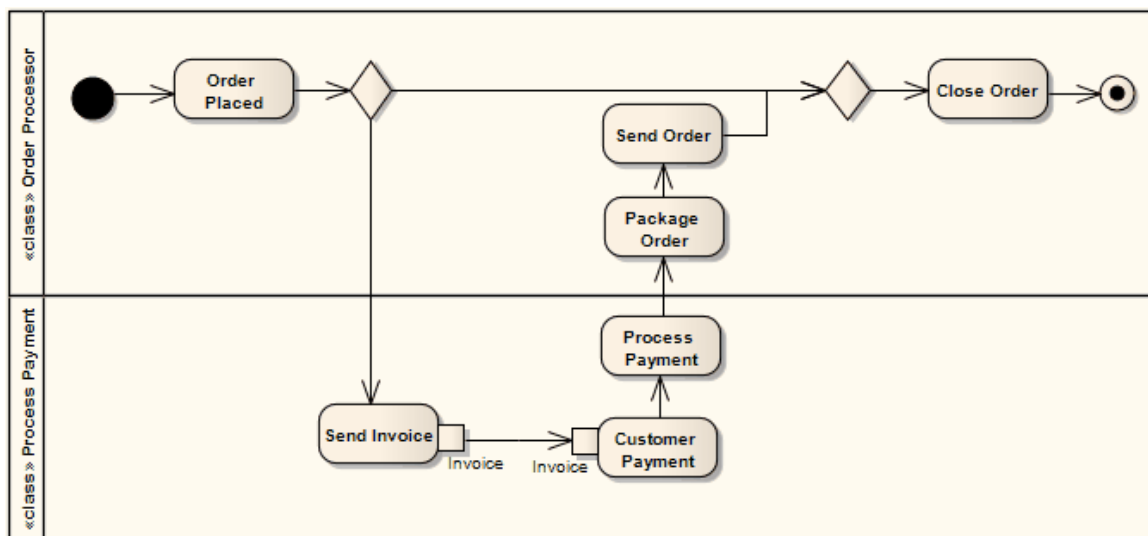 «class» Order Processor
Order
Placed
Close Order
Send Order
Package
Order
«class» Process Payment
Process
Payment
Send Invoice
Customer
Payment
Invoice
Invoice